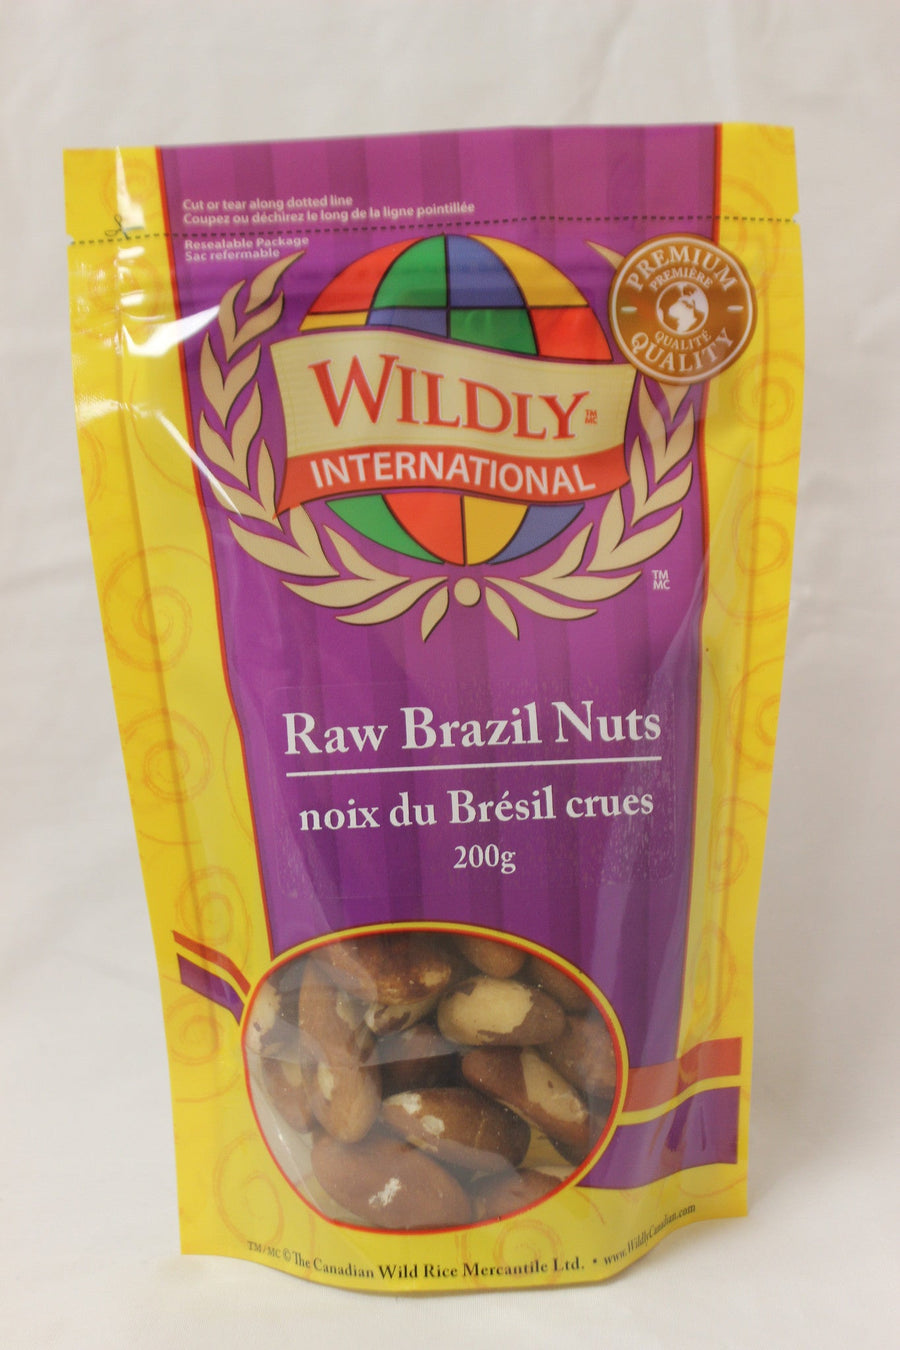 Cut or tear along dotted line
Coupez ou déchirez le long de la ligne pointillée
Resealable Package
Sac refermable
PREMIUM
PREMIÈRE
QUALITÉ
QUALITY
WILDLY TM MC
INTERNATIONAL
TM
MC
Raw Brazil Nuts
noix du Brésil crues
200g
TM/MC © The Canadian Wild Rice Mercantile Ltd. • www.WildlyCanadian.com